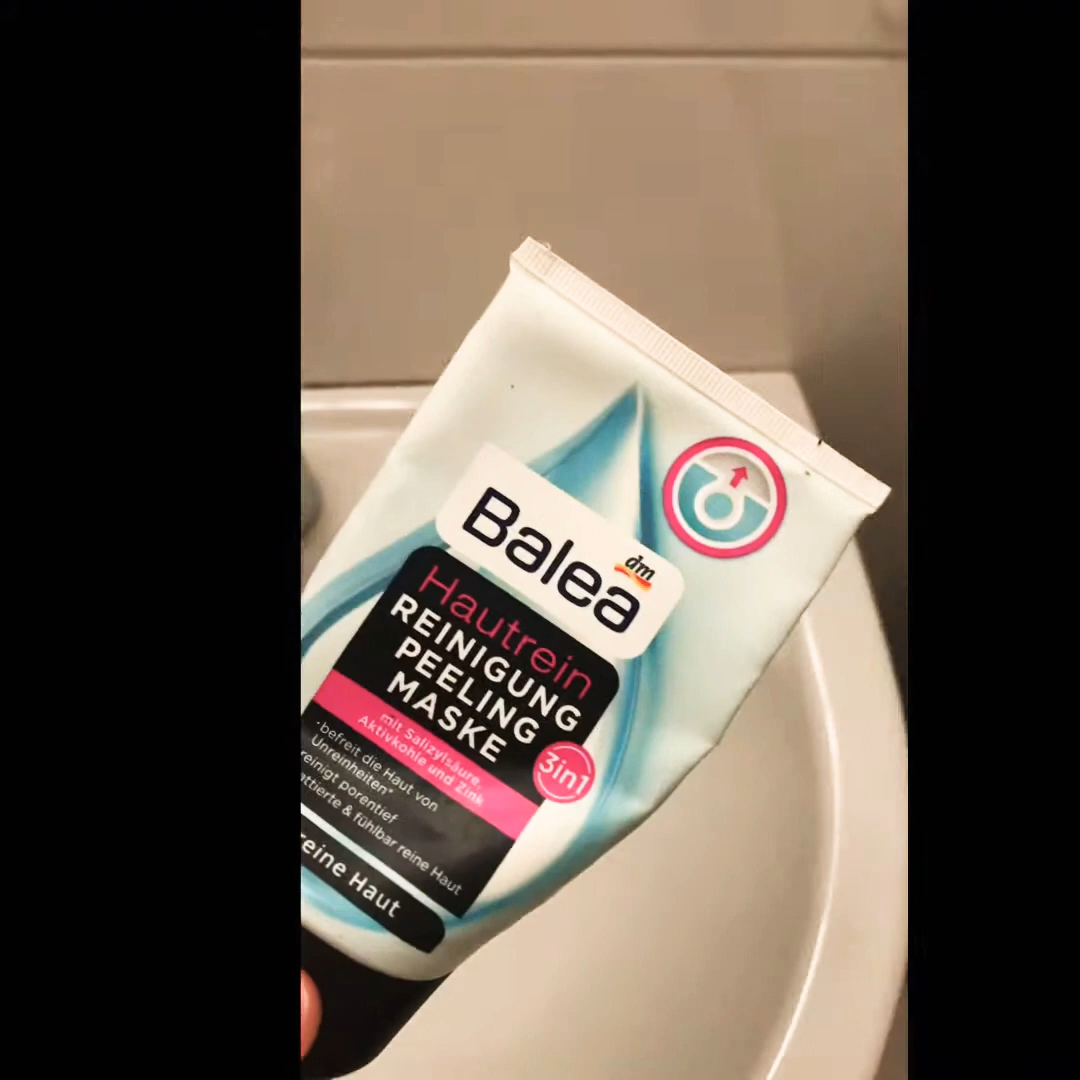 Balea
dm
Hautrein
REINIGUNG
PEELING
MASKE
3in1
mit Salizylsäure,
Aktivkohle und Zink
·befreit die Haut von
Unreinheiten*
reinigt porentief
attierte & fühlbar reine Haut
reine Haut